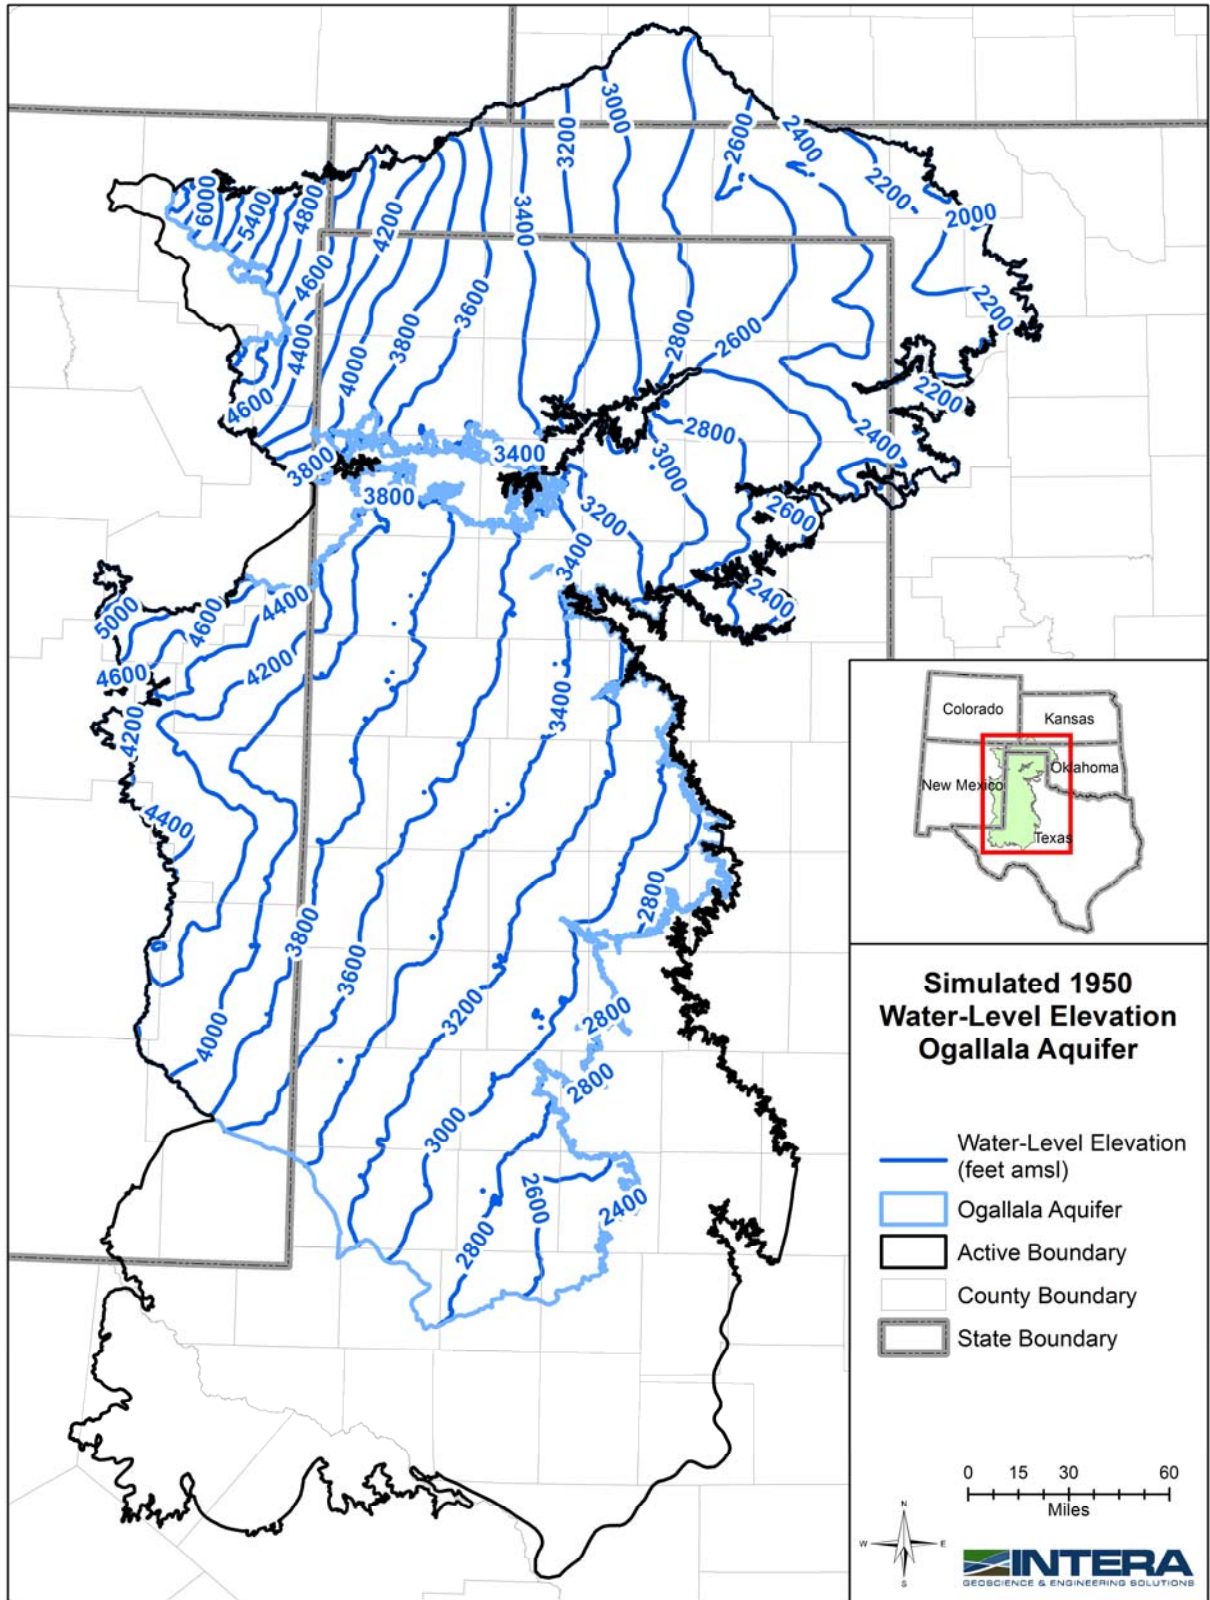 3000
3200
2600
2400
6000
5400
4800
4200
3400
2200
2000
4600
3600
2200
4400
4000
3800
2800
2600
4600
2200
2800
2400
3800
3400
3000
3800
2600
3200
3400
5000
4600
4400
2400
4600
4200
4200
3400
4400
2800
3800
3600
3200
2800
4000
2800
3000
2600
2400
2800
Colorado
Kansas
New Mexico
Oklahoma
Texas
Simulated 1950
Water-Level Elevation
Ogallala Aquifer
Water-Level Elevation
(feet amsl)
Ogallala Aquifer
Active Boundary
County Boundary
State Boundary
0 15 30 60
Miles
N
W E
S
INTERA
GEOSCIENCE & ENGINEERING SOLUTIONS